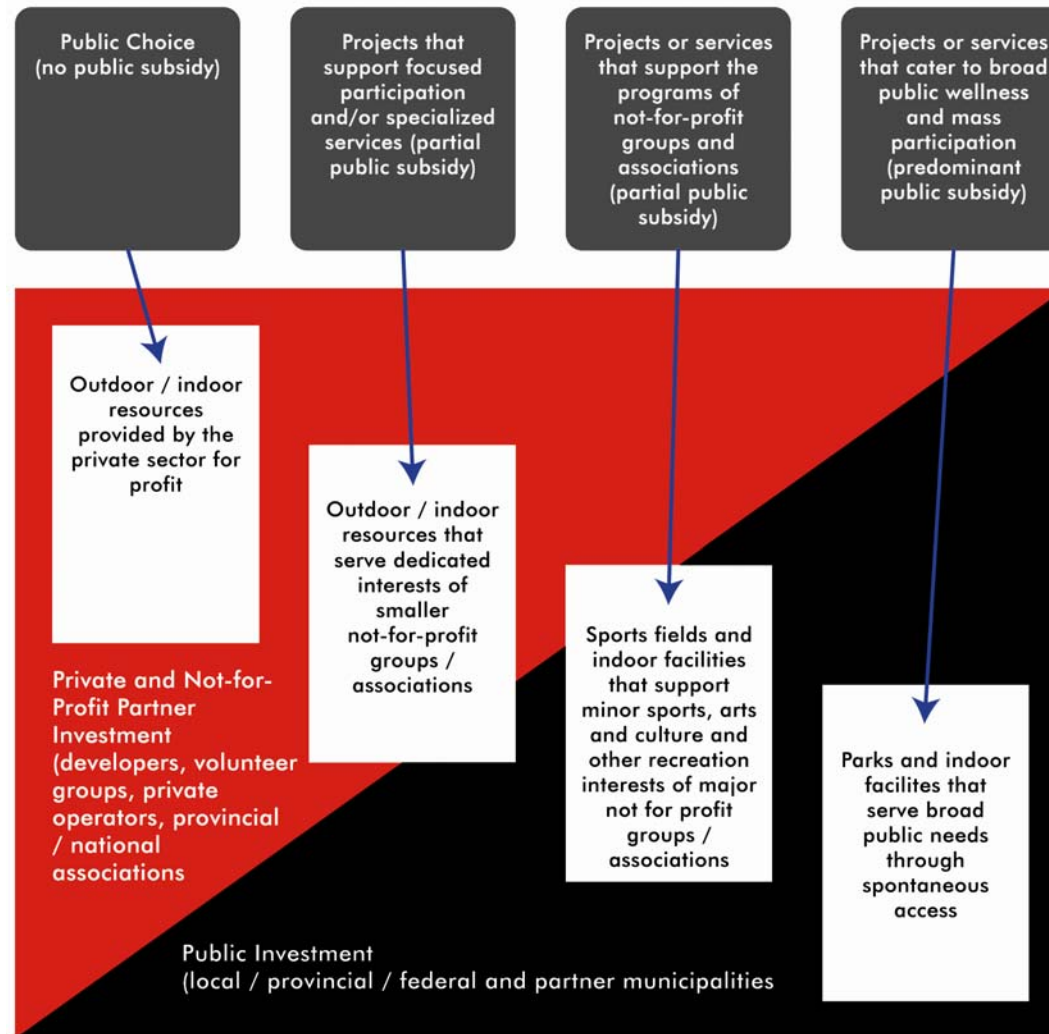 Public Choice
(no public subsidy)
Projects that
support focused
participation
and/or specialized
services (partial
public subsidy)
Projects or services
that support the
programs of
not-for-profit
groups and
associations
(partial public
subsidy)
Projects or services
that cater to broad
public wellness
and mass
participation
(predominant
public subsidy)
Outdoor / indoor
resources
provided by the
private sector for
profit
Outdoor / indoor
resources that
serve dedicated
interests of
smaller
not-for-profit
groups /
associations
Sports fields and
indoor facilities
that support
minor sports, arts
and culture and
other recreation
interests of major
not for profit
groups /
associations
Parks and indoor
facilites that
serve broad
public needs
through
spontaneous
access
Private and Not-for-
Profit Partner
Investment
(developers, volunteer
groups, private
operators, provincial
/ national
associations
Public Investment
(local / provincial / federal and partner municipalities